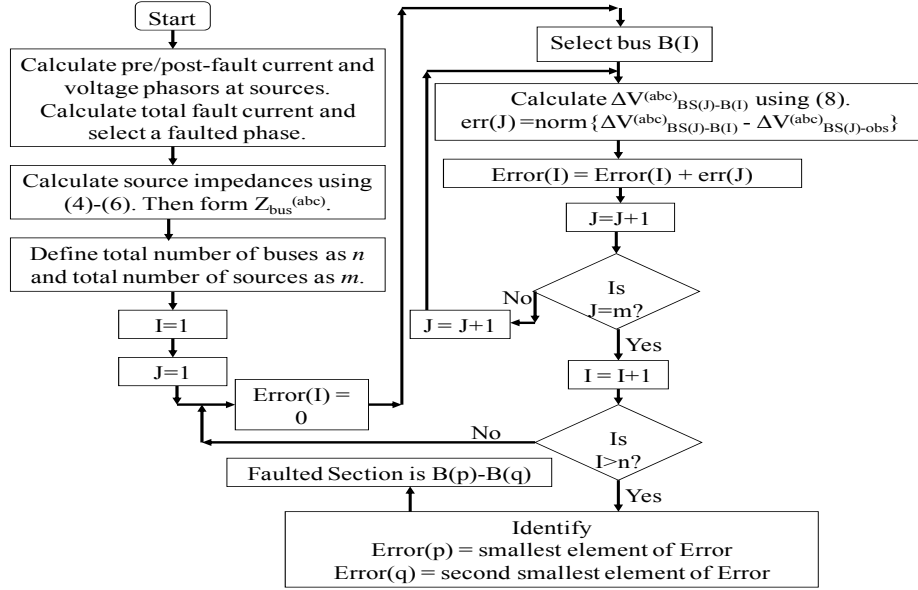 Start
Calculate pre/post-fault current and
voltage phasors at sources.
Calculate total fault current and
select a faulted phase.
Calculate source impedances using
(4)-(6). Then form Z_bus^(abc).
Define total number of buses as n
and total number of sources as m.
I=1
J=1
Error(I) =
0
Select bus B(I)
Calculate ΔV^(abc)_BS(J)-B(I) using (8).
err(J) =norm{ΔV^(abc)_BS(J)-B(I) - ΔV^(abc)_BS(J)-obs}
Error(I) = Error(I) + err(J)
J=J+1
Is
J=m?
No
J = J+1
Yes
I = I+1
Is
I>n?
No
Yes
Identify
Error(p) = smallest element of Error
Error(q) = second smallest element of Error
Faulted Section is B(p)-B(q)